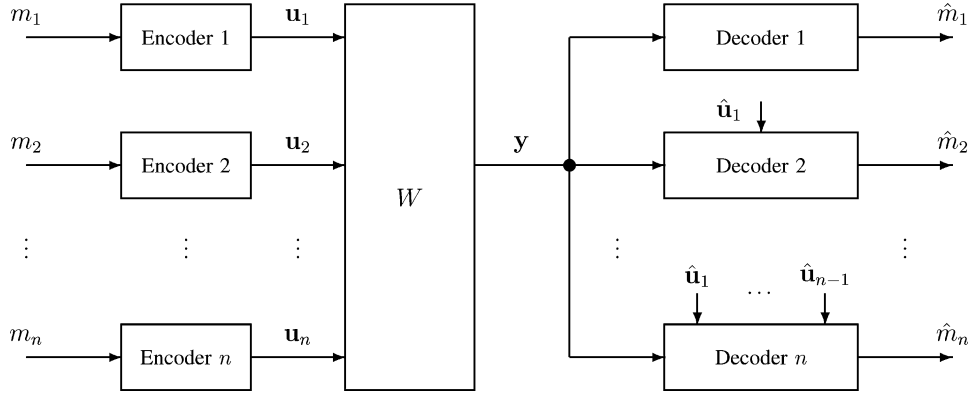 m₁ Encoder 1 𝐮₁ Decoder 1 m̂₁
𝐮̂₁
m₂ Encoder 2 𝐮₂ 𝐲 Decoder 2 m̂₂
W
⋮ ⋮ ⋮ ⋮ ⋮
𝐮̂₁ ⋯ 𝐮̂ₙ₋₁
mₙ Encoder n 𝐮ₙ Decoder n m̂ₙ